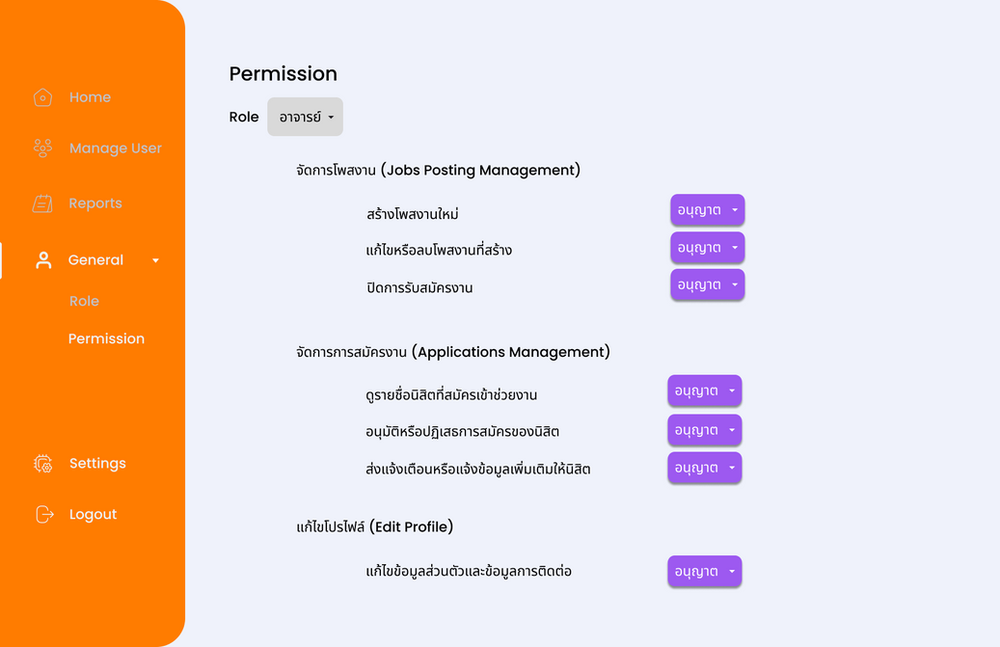 Home
Manage User
Reports
General
Role
Permission
Settings
Logout
Permission
Role อาจารย์
จัดการโพสงาน (Jobs Posting Management)
สร้างโพสงานใหม่ อนุญาต
แก้ไขหรือลบโพสงานที่สร้าง อนุญาต
ปิดการรับสมัครงาน อนุญาต
จัดการการสมัครงาน (Applications Management)
ดูรายชื่อนิสิตที่สมัครเข้าช่วยงาน อนุญาต
อนุมัติหรือปฏิเสธการสมัครของนิสิต อนุญาต
ส่งแจ้งเตือนหรือแจ้งข้อมูลเพิ่มเติมให้นิสิต อนุญาต
แก้ไขโปรไฟล์ (Edit Profile)
แก้ไขข้อมูลส่วนตัวและข้อมูลการติดต่อ อนุญาต